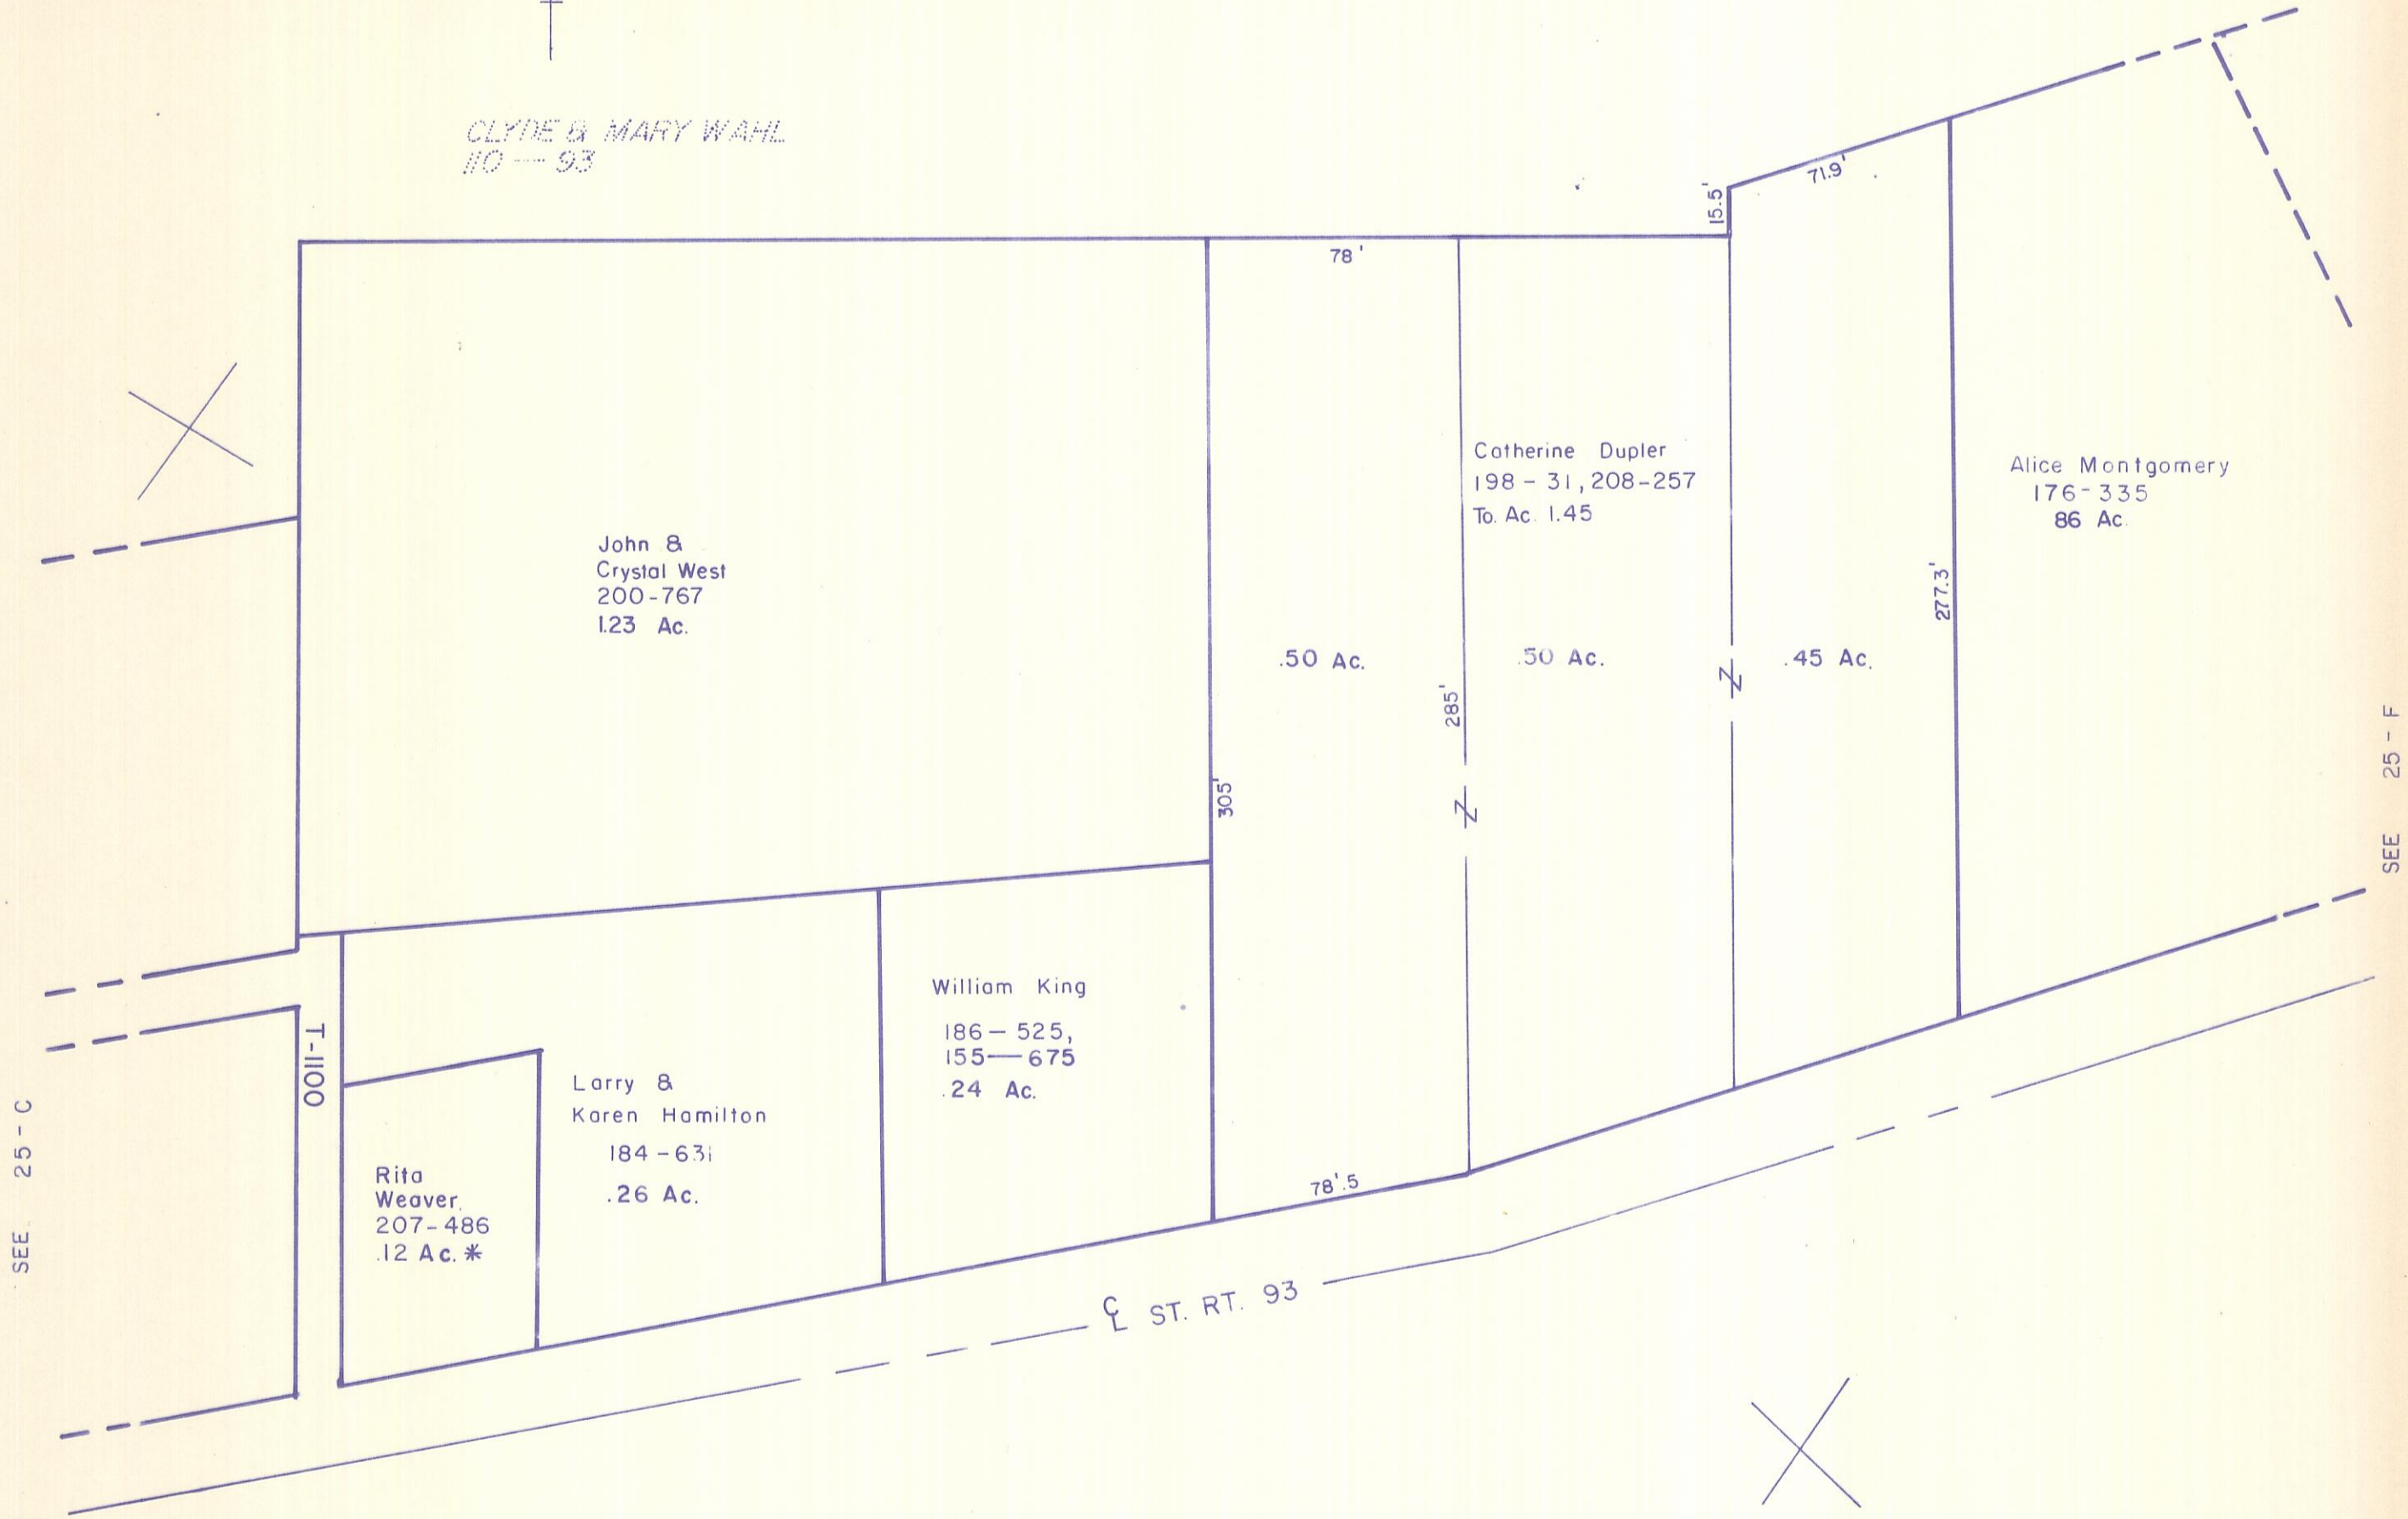 CLYDE & MARY WAHL
110 --- 93
71.9'
15.5'
78'
John &
Crystal West
200-767
1.23 Ac.
Catherine Dupler
198 - 31, 208-257
To. Ac. 1.45
Alice Montgomery
176-335
86 Ac.
277.3'
.50 Ac.
.50 Ac.
.45 Ac.
285'
305'
Z
Z
SEE 25 - F
William King
186 — 525,
155 — 675
.24 Ac.
T-1100
Larry &
Karen Hamilton
184 - 631
.26 Ac.
Rita
Weaver.
207-486
.12 Ac. *
78'.5
SEE 25 - C
CL ST. RT. 93